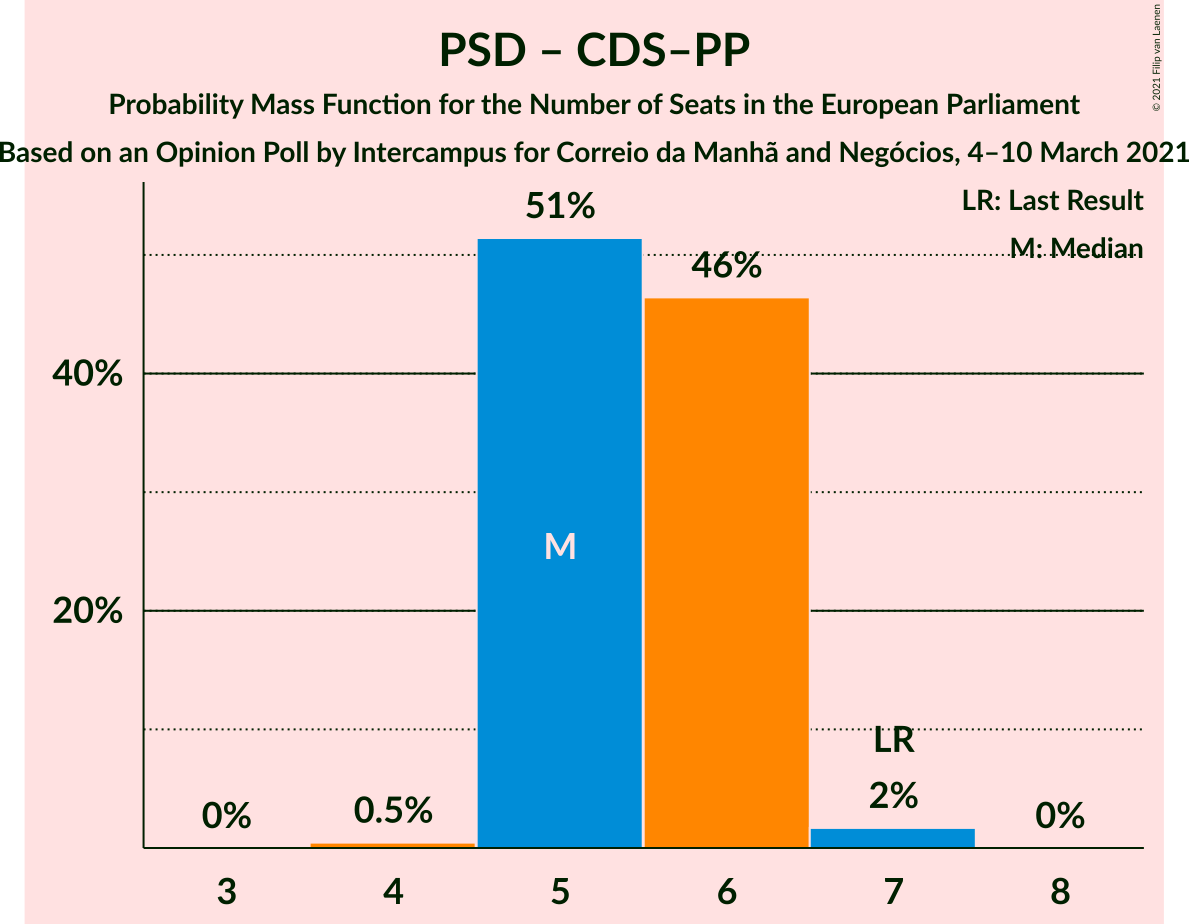 PSD – CDS–PP
Probability Mass Function for the Number of Seats in the European Parliament
Based on an Opinion Poll by Intercampus for Correio da Manhã and Negócios, 4–10 March 2021
© 2021 Filip van Laenen
LR: Last Result
M: Median
51%
46%
40%
M
20%
LR
2%
0%
0.5%
0%
3
4
5
6
7
8